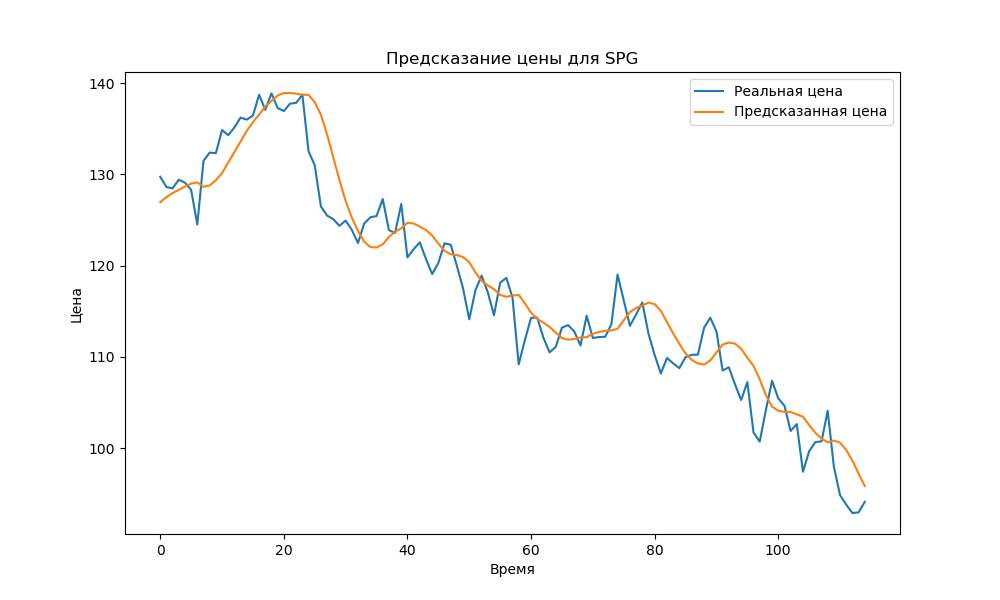 Предсказание цены для SPG
Реальная цена
Предсказанная цена
Цена
140
130
120
110
100
0 20 40 60 80 100
Время